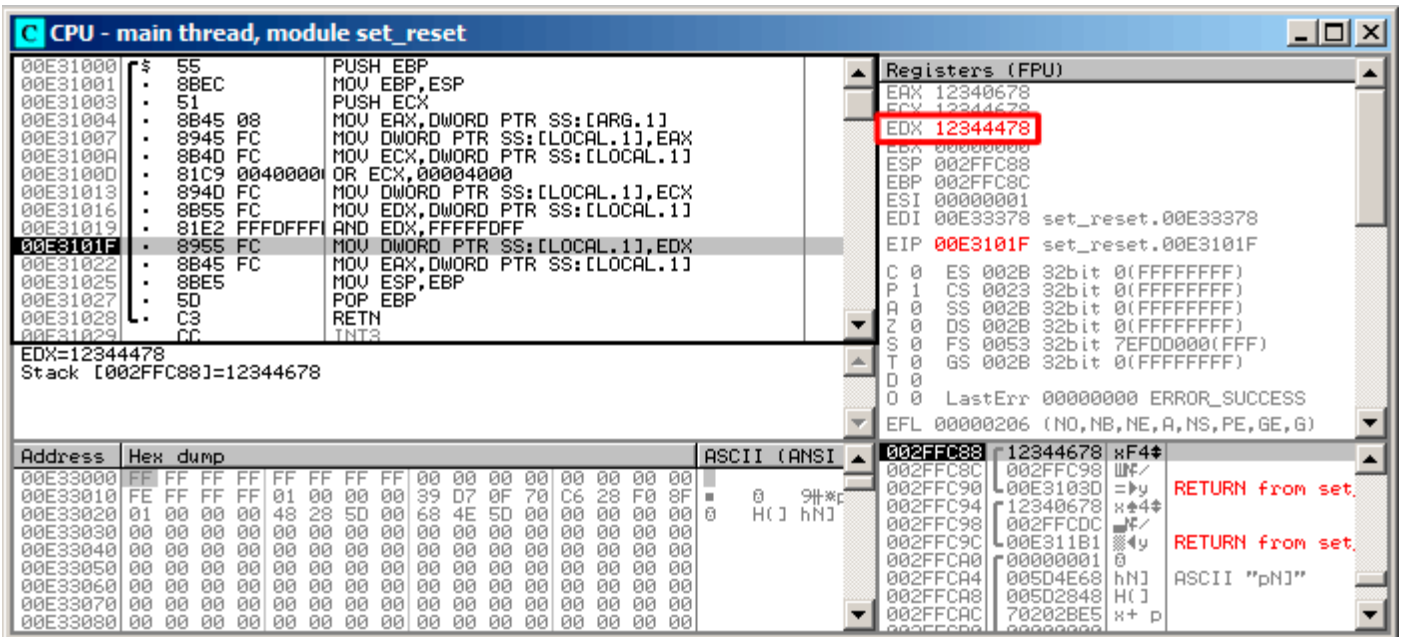 C CPU - main thread, module set_reset
00E31000 $ 55 PUSH EBP
00E31001 . 8BEC MOV EBP,ESP
00E31003 . 51 PUSH ECX
00E31004 . 8B45 08 MOV EAX,DWORD PTR SS:[ARG.1]
00E31007 . 8945 FC MOV DWORD PTR SS:[LOCAL.1],EAX
00E3100A . 8B4D FC MOV ECX,DWORD PTR SS:[LOCAL.1]
00E3100D . 81C9 0040000 OR ECX,00004000
00E31013 . 894D FC MOV DWORD PTR SS:[LOCAL.1],ECX
00E31016 . 8B55 FC MOV EDX,DWORD PTR SS:[LOCAL.1]
00E31019 . 81E2 FFFDFFF AND EDX,FFFFFDFF
00E3101F . 8955 FC MOV DWORD PTR SS:[LOCAL.1],EDX
00E31022 . 8B45 FC MOV EAX,DWORD PTR SS:[LOCAL.1]
00E31025 . 8BE5 MOV ESP,EBP
00E31027 . 5D POP EBP
00E31028 . C3 RETN
00E31029 CC INT3
EDX=12344478
Stack [002FFC88]=12344678
Registers (FPU)
EAX 12340678
ECX 12344678
EDX 12344478
EBX 00000000
ESP 002FFC88
EBP 002FFC8C
ESI 00000001
EDI 00E33378 set_reset.00E33378
EIP 00E3101F set_reset.00E3101F
C 0 ES 002B 32bit 0(FFFFFFFF)
P 1 CS 0023 32bit 0(FFFFFFFF)
A 0 SS 002B 32bit 0(FFFFFFFF)
Z 0 DS 002B 32bit 0(FFFFFFFF)
S 0 FS 0053 32bit 7EFDD000(FFF)
T 0 GS 002B 32bit 0(FFFFFFFF)
D 0
O 0 LastErr 00000000 ERROR_SUCCESS
EFL 00000206 (NO,NB,NE,A,NS,PE,GE,G)
Address Hex dump ASCII (ANSI
00E33000 FF FF FF FF FF FF FF FF 00 00 00 00 00 00 00 00
00E33010 FE FF FF FF 01 00 00 00 39 D7 0F 70 C6 28 F0 8F
00E33020 01 00 00 00 48 28 5D 00 68 4E 5D 00 00 00 00 00 H(] hN]
00E33030 00 00 00 00 00 00 00 00 00 00 00 00 00 00 00 00
00E33040 00 00 00 00 00 00 00 00 00 00 00 00 00 00 00 00
00E33050 00 00 00 00 00 00 00 00 00 00 00 00 00 00 00 00
00E33060 00 00 00 00 00 00 00 00 00 00 00 00 00 00 00 00
00E33070 00 00 00 00 00 00 00 00 00 00 00 00 00 00 00 00
00E33080 00 00 00 00 00 00 00 00 00 00 00 00 00 00 00 00
002FFC88 12344678 xF4↕
002FFC8C 002FFC98
002FFC90 00E3103D =►y RETURN from set
002FFC94 12340678 x♠4↕
002FFC98 002FFCDC
002FFC9C 00E311B1 ▒◄y RETURN from set
002FFCA0 00000001
002FFCA4 005D4E68 hN] ASCII "pN]"
002FFCA8 005D2848 H(]
002FFCAC 70202BE5 x+ p